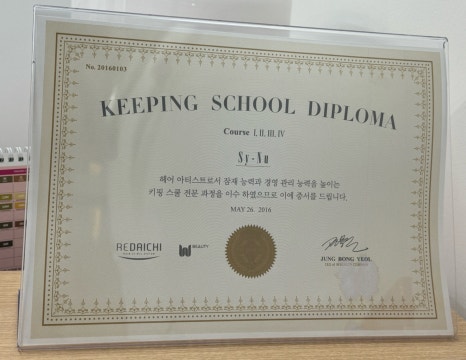 No. 20160103
KEEPING SCHOOL DIPLOMA
Course I, II, III, IV
Sy-Nu
헤어 아티스트로서 잠재 능력과 경영 관리 능력을 높이는
키핑 스쿨 전문 과정을 이수 하였으므로 이에 증서를 드립니다.
MAY 26. 2016
REDAICHI
BEAUTY
JUNG HONG YEOL